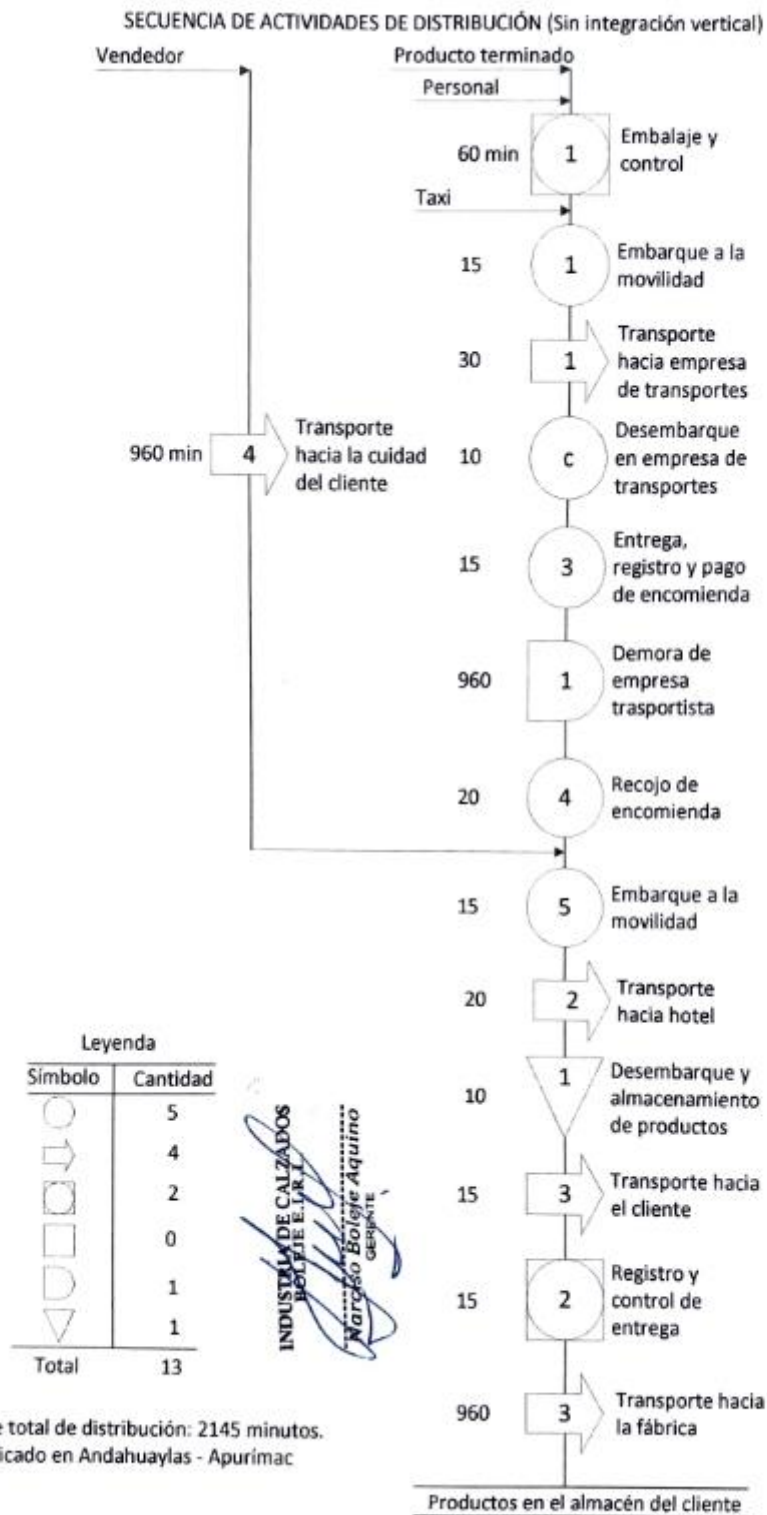 SECUENCIA DE ACTIVIDADES DE DISTRIBUCIÓN (Sin integración vertical)
Vendedor
Producto terminado
Personal
60 min
1
Embalaje y
control
Taxi
15
1
Embarque a la
movilidad
30
1
Transporte
hacia empresa
de transportes
960 min
4
Transporte
hacia la cuidad
del cliente
10
c
Desembarque
en empresa de
transportes
15
3
Entrega,
registro y pago
de encomienda
960
1
Demora de
empresa
trasportista
20
4
Recojo de
encomienda
15
5
Embarque a la
movilidad
20
2
Transporte
hacia hotel
10
1
Desembarque y
almacenamiento
de productos
15
3
Transporte hacia
el cliente
15
2
Registro y
control de
entrega
960
3
Transporte hacia
la fábrica
Productos en el almacén del cliente
Leyenda
Símbolo Cantidad
5
4
2
0
1
1
Total 13
INDUSTRIA DE CALZADOS
BOLEJE E.I.R.L.
Narciso Boleje Aquino
GERENTE
e total de distribución: 2145 minutos.
icado en Andahuaylas - Apurímac